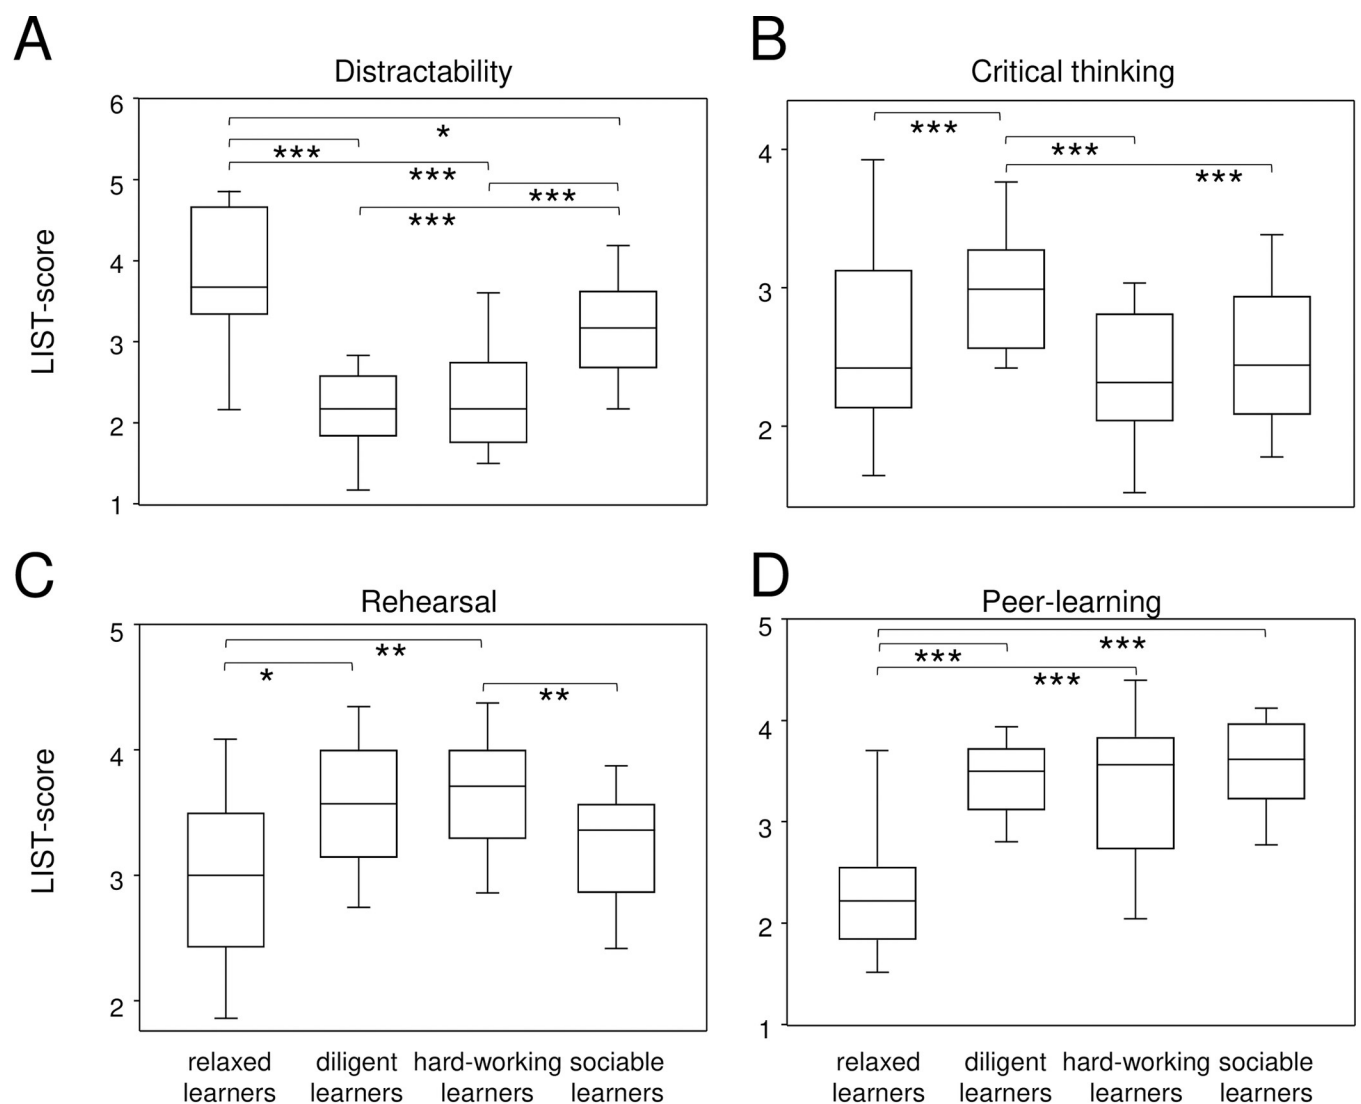 A
Distractability
6
5
4
3
2
1
LIST-score
*
***
***
***
***
B
Critical thinking
4
3
2
***
***
***
C
Rehearsal
5
4
3
2
LIST-score
**
*
**
relaxed learners
diligent learners
hard-working learners
sociable learners
D
Peer-learning
5
4
3
2
1
***
***
***
relaxed learners
diligent learners
hard-working learners
sociable learners